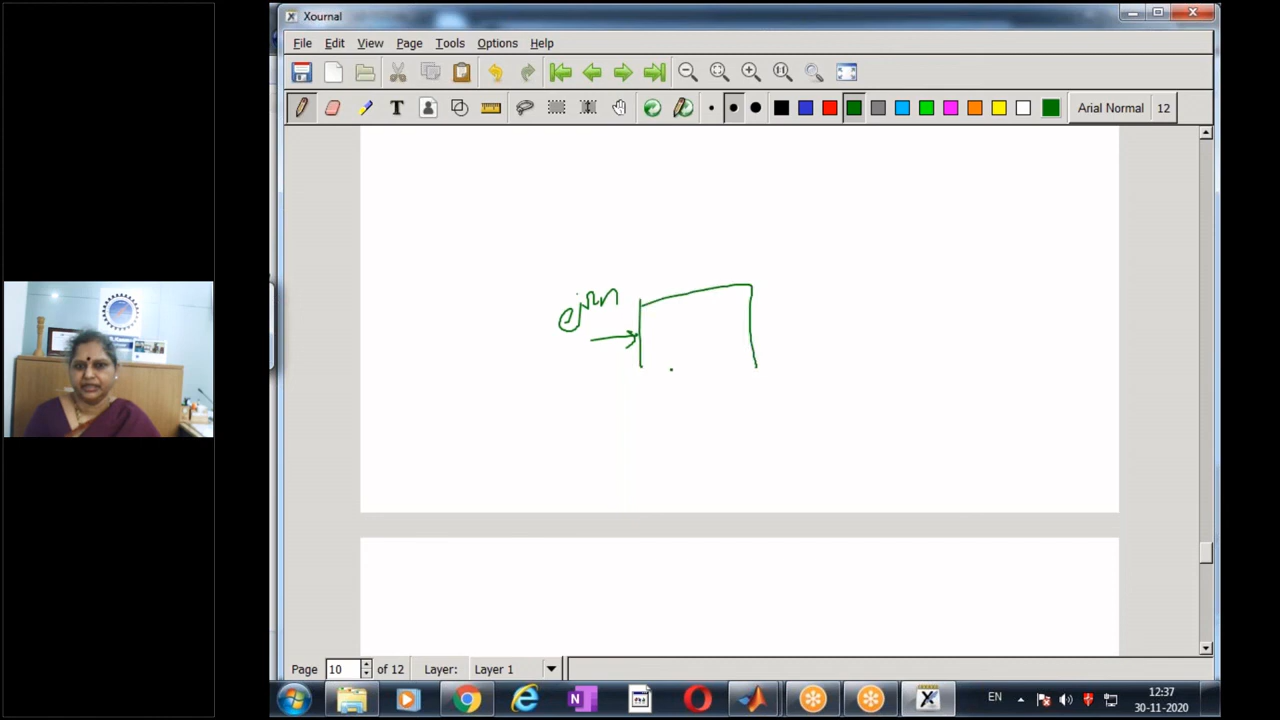 Xournal
File Edit View Page Tools Options Help
Arial Normal 12
e^{jΩn}
Page 10 of 12 Layer: Layer 1
EN 12:37
30-11-2020